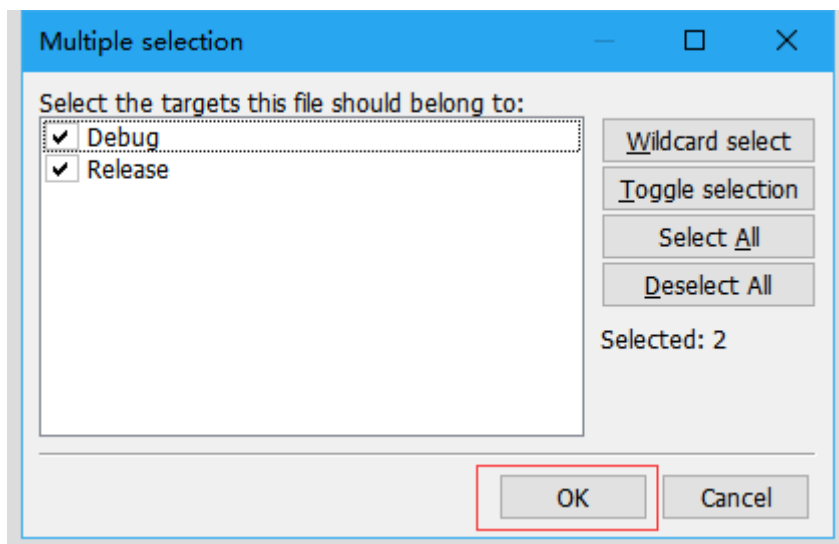 Multiple selection
Select the targets this file should belong to:
Debug
Release
Wildcard select
Toggle selection
Select All
Deselect All
Selected: 2
OK
Cancel